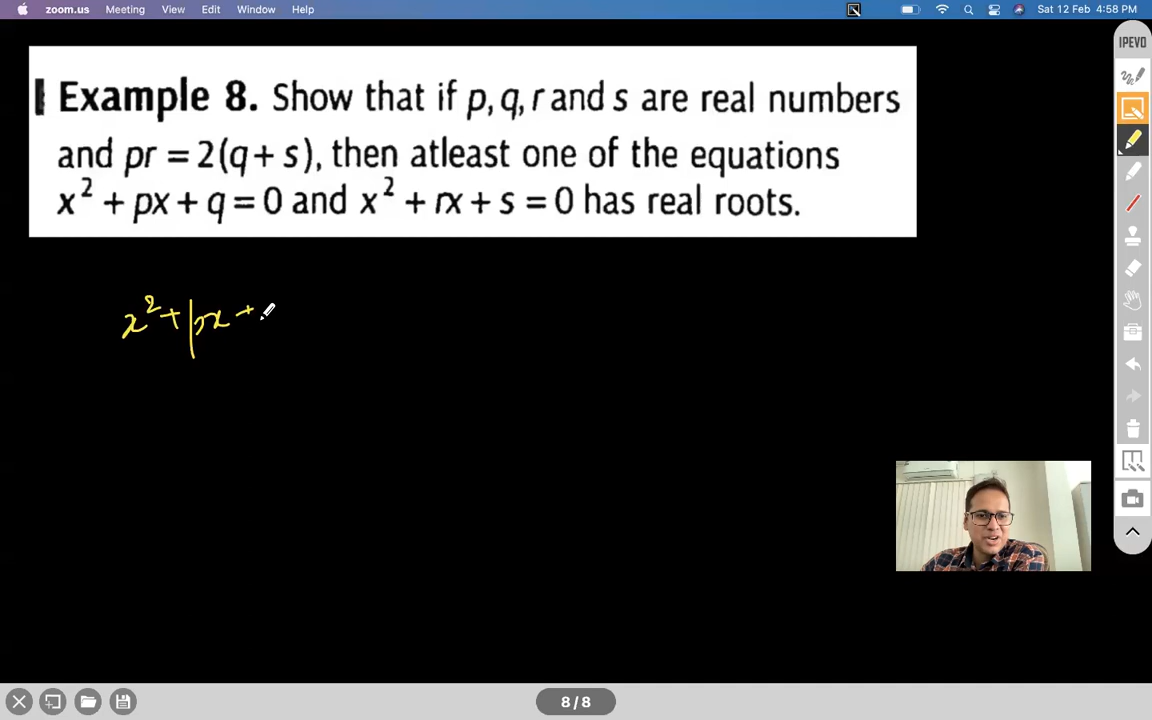 zoom.us Meeting View Edit Window Help Sat 12 Feb 4:58 PM
IPEVO
Example 8. Show that if p, q, r and s are real numbers
and pr = 2(q + s), then atleast one of the equations
x² + px + q = 0 and x² + rx + s = 0 has real roots.
x² + px +
8 / 8